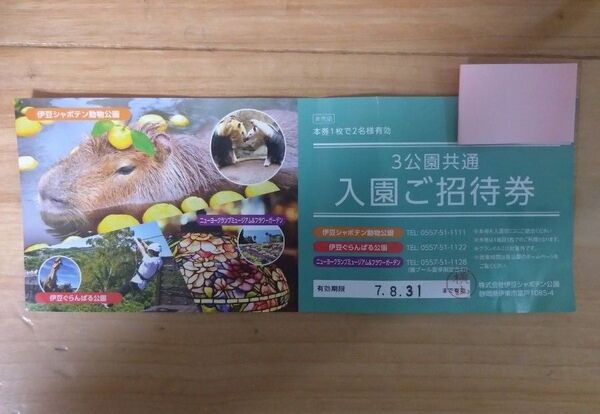 伊豆シャボテン動物公園
ニューヨークランプミュージアム&フラワーガーデン
伊豆ぐらんぱる公園
非売品
本券1枚で2名様有効
3公園共通
入園ご招待券
伊豆シャボテン動物公園 TEL: 0557-51-1111
伊豆ぐらんぱる公園 TEL: 0557-51-1122
ニューヨークランプミュージアム&フラワーガーデン TEL: 0557-51-1128
有効期限 7.8.31 まで有効
株式会社伊豆シャボテン公園
静岡県伊東市富戸1085-4